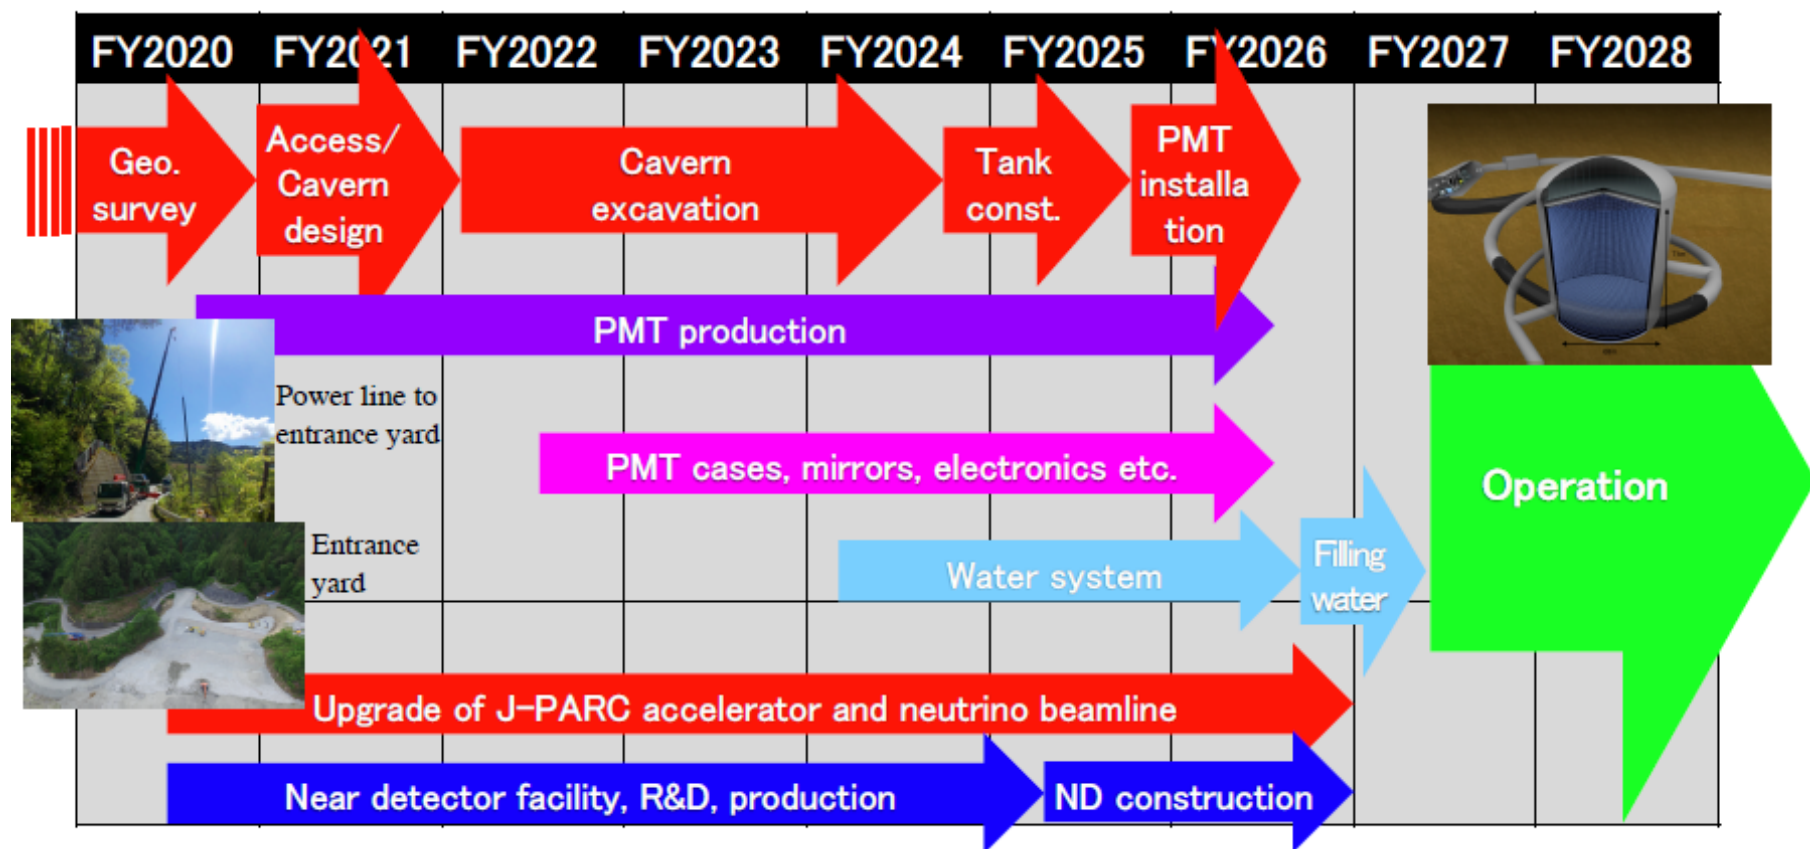 FY2020 FY2021 FY2022 FY2023 FY2024 FY2025 FY2026 FY2027 FY2028
Geo.
survey
Access/
Cavern
design
Cavern
excavation
Tank
const.
PMT
installa
tion
PMT production
Power line to
entrance yard
PMT cases, mirrors, electronics etc.
Operation
Entrance
yard
Water system
Filling
water
Upgrade of J-PARC accelerator and neutrino beamline
Near detector facility, R&D, production
ND construction